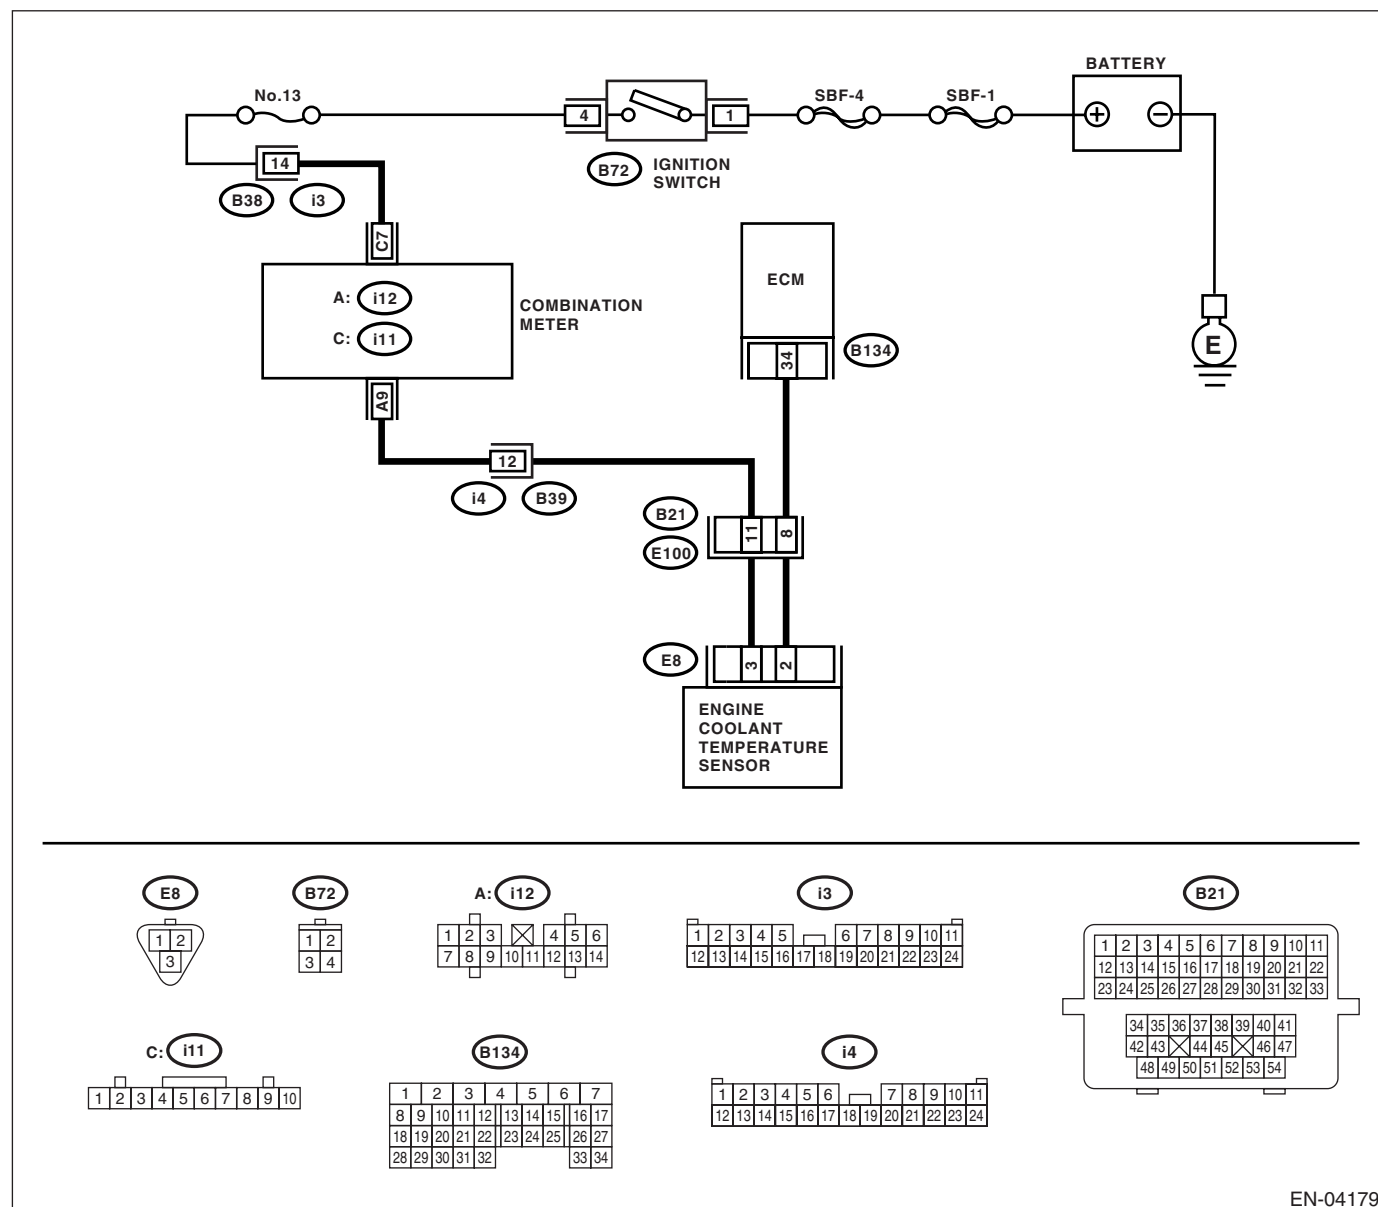 BATTERY
No.13
SBF-4
SBF-1
4
1
B72
IGNITION
SWITCH
14
B38
i3
C7
ECM
A: i12
COMBINATION
METER
C: i11
34
B134
E
A9
12
i4
B39
B21
11
8
E100
E8
3
2
ENGINE
COOLANT
TEMPERATURE
SENSOR
E8
1 2
3
B72
1 2
3 4
A: i12
1 2 3 4 5 6
7 8 9 10 11 12 13 14
i3
1 2 3 4 5 6 7 8 9 10 11
12 13 14 15 16 17 18 19 20 21 22 23 24
B21
1 2 3 4 5 6 7 8 9 10 11
12 13 14 15 16 17 18 19 20 21 22
23 24 25 26 27 28 29 30 31 32 33
34 35 36 37 38 39 40 41
42 43 44 45 46 47
48 49 50 51 52 53 54
C: i11
1 2 3 4 5 6 7 8 9 10
B134
1 2 3 4 5 6 7
8 9 10 11 12 13 14 15 16 17
18 19 20 21 22 23 24 25 26 27
28 29 30 31 32 33 34
i4
1 2 3 4 5 6 7 8 9 10 11
12 13 14 15 16 17 18 19 20 21 22 23 24
EN-04179